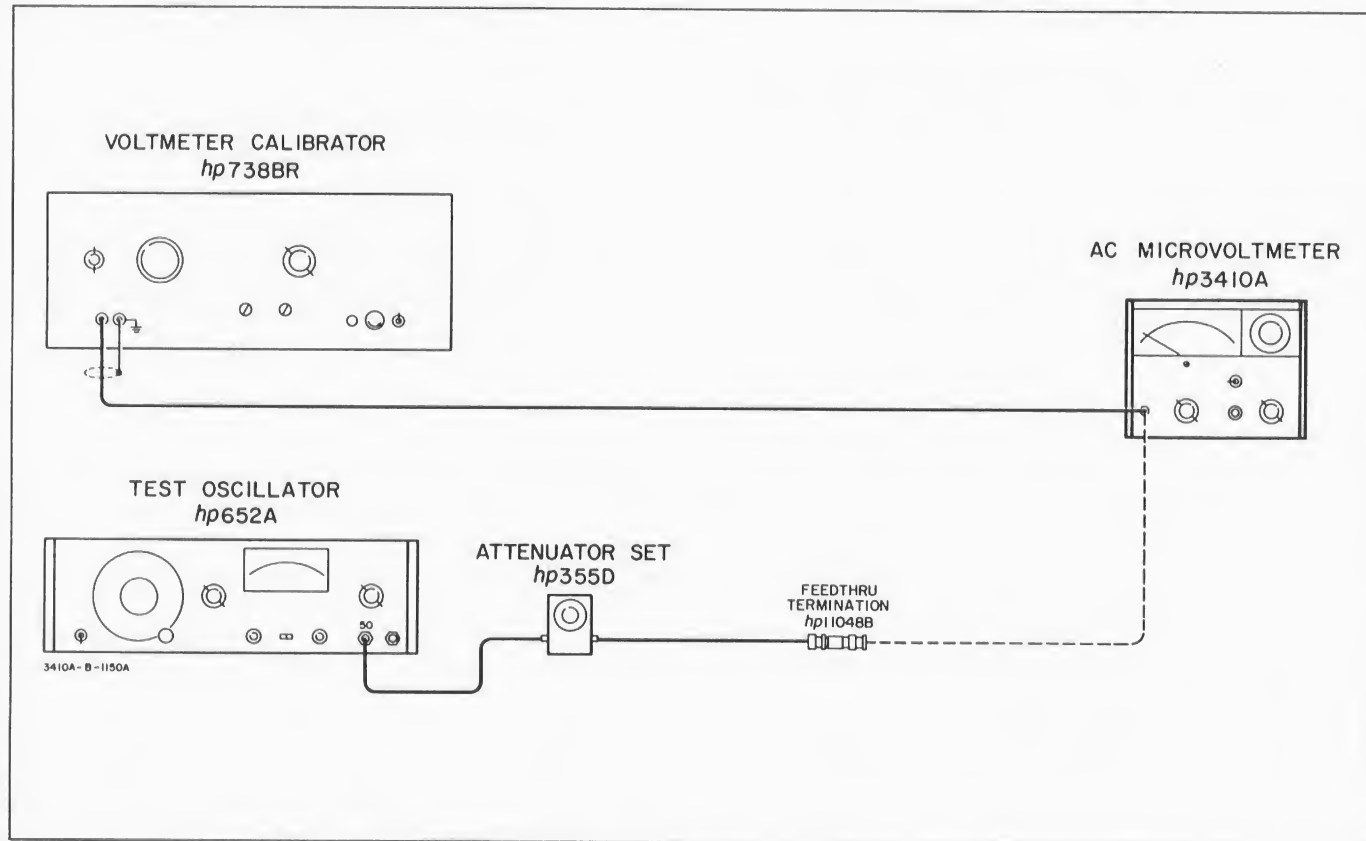 VOLTMETER CALIBRATOR
hp738BR
AC MICROVOLTMETER
hp3410A
TEST OSCILLATOR
hp652A
ATTENUATOR SET
hp355D
FEEDTHRU
TERMINATION
hp11048B
50
3410A-B-1150A